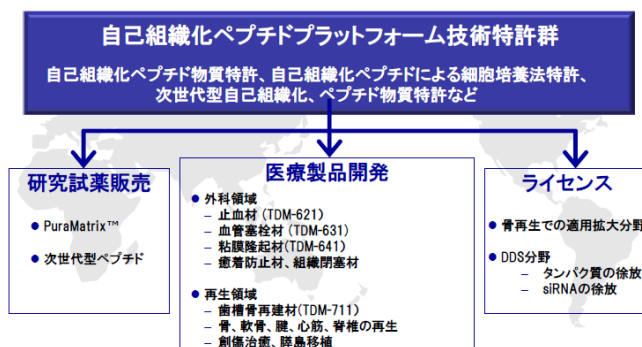 自己組織化ペプチドプラットフォーム技術特許群
自己組織化ペプチド物質特許、自己組織化ペプチドによる細胞培養法特許、
次世代型自己組織化、ペプチド物質特許など
研究試薬販売
● PuraMatrix™
● 次世代型ペプチド
医療製品開発
● 外科領域
– 止血材 (TDM-621)
– 血管塞栓材 (TDM-631)
– 粘膜隆起材(TDM-641)
– 癒着防止材、組織閉塞材
● 再生領域
– 歯槽骨再建材(TDM-711)
– 骨、軟骨、腱、心筋、脊椎の再生
– 創傷治癒、膵島移植
ライセンス
● 骨再生での適用拡大分野
● DDS分野
– タンパク質の徐放
– siRNAの徐放